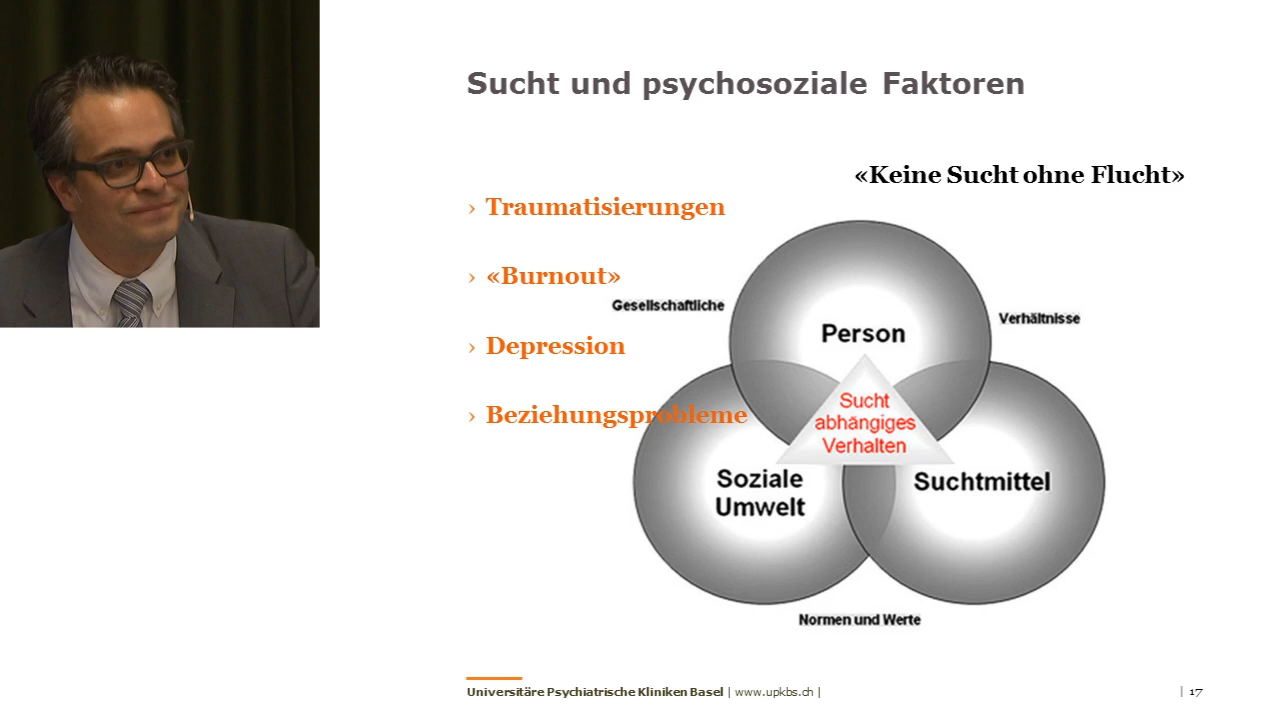 Sucht und psychosoziale Faktoren
«Keine Sucht ohne Flucht»
› Traumatisierungen
› «Burnout»
› Depression
› Beziehungsprobleme
Gesellschaftliche
Verhältnisse
Person
Sucht
abhängiges
Verhalten
Soziale
Umwelt
Suchtmittel
Normen und Werte
Universitäre Psychiatrische Kliniken Basel | www.upkbs.ch |
| 17